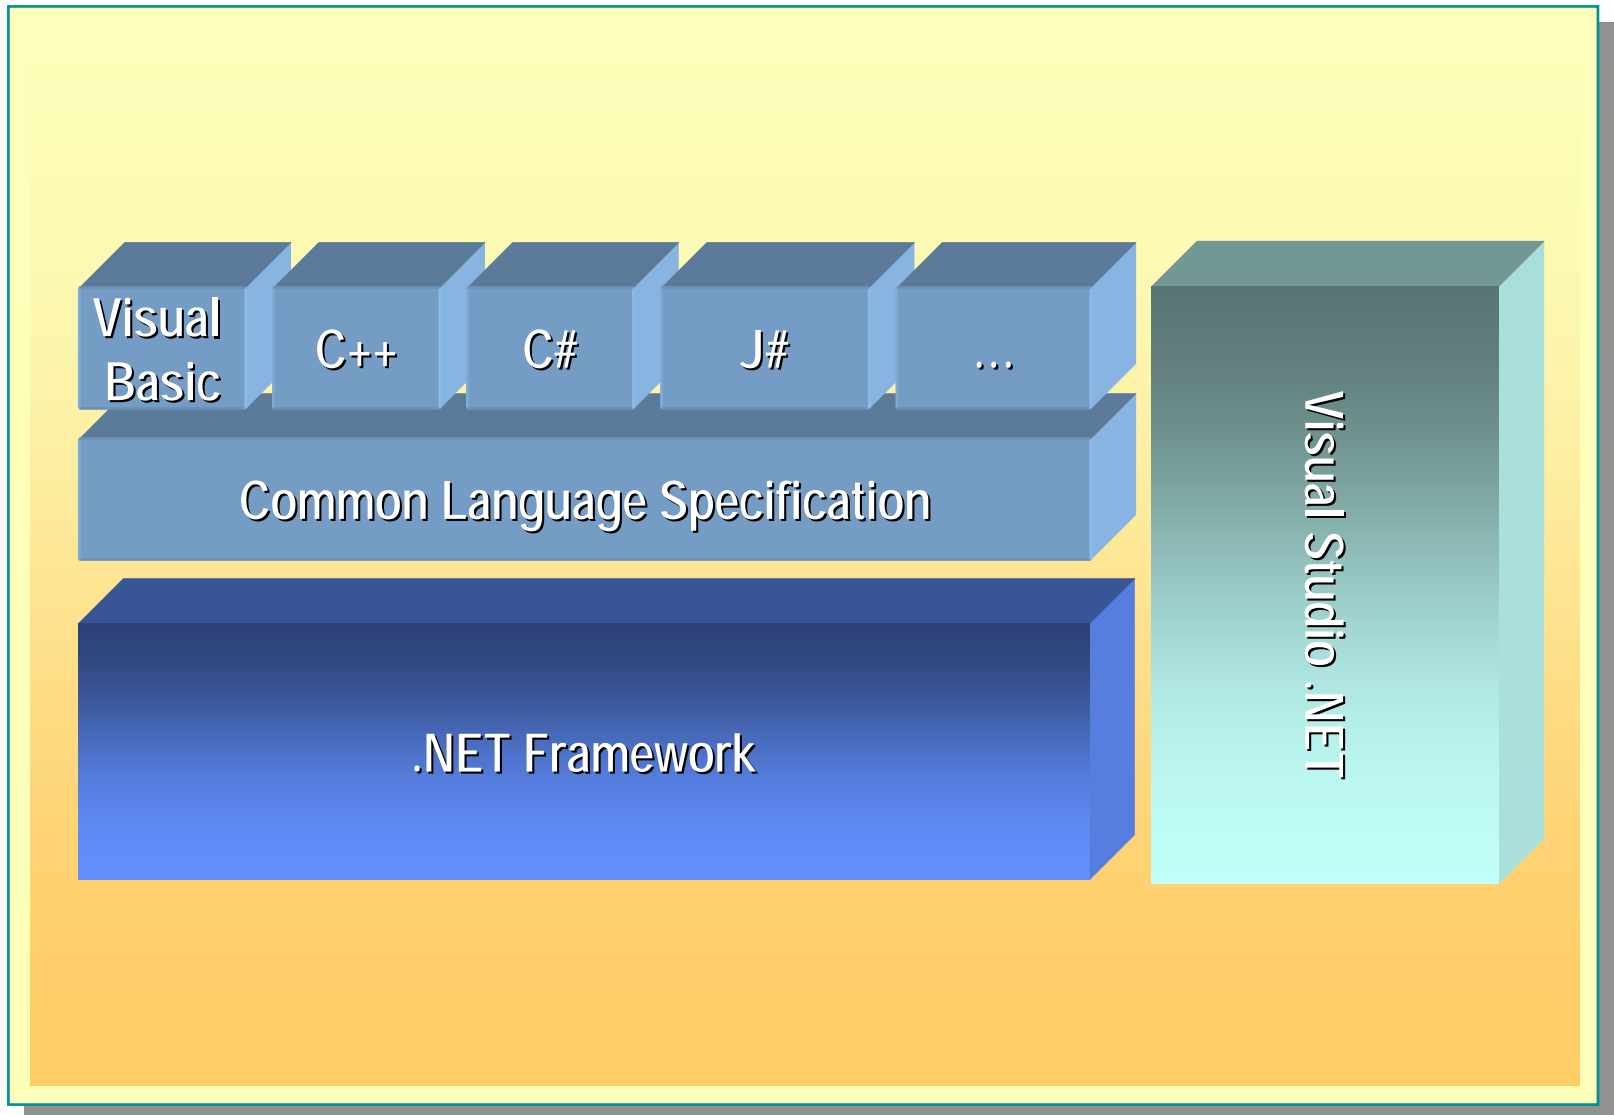 Visual
Basic
C++
C#
J#
...
Common Language Specification
.NET Framework
Visual Studio .NET